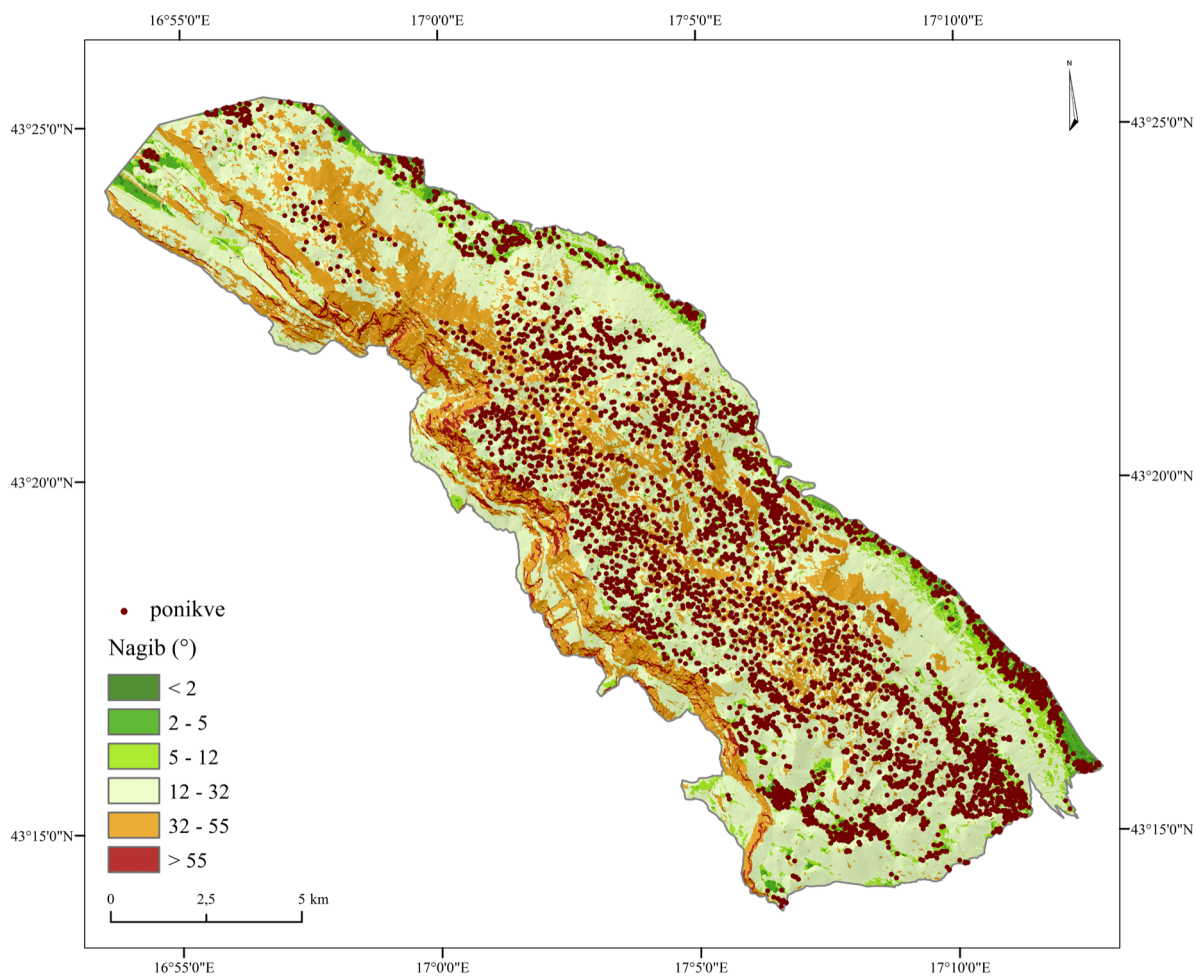 16°55'0"E 17°00'0"E 17°5'0"E 17°10'0"E
N
43°25'0"N 43°25'0"N
43°20'0"N 43°20'0"N
ponikve
Nagib (°)
< 2
2 - 5
5 - 12
12 - 32
32 - 55
> 55
43°15'0"N 43°15'0"N
0 2,5 5 km
16°55'0"E 17°00'0"E 17°5'0"E 17°10'0"E